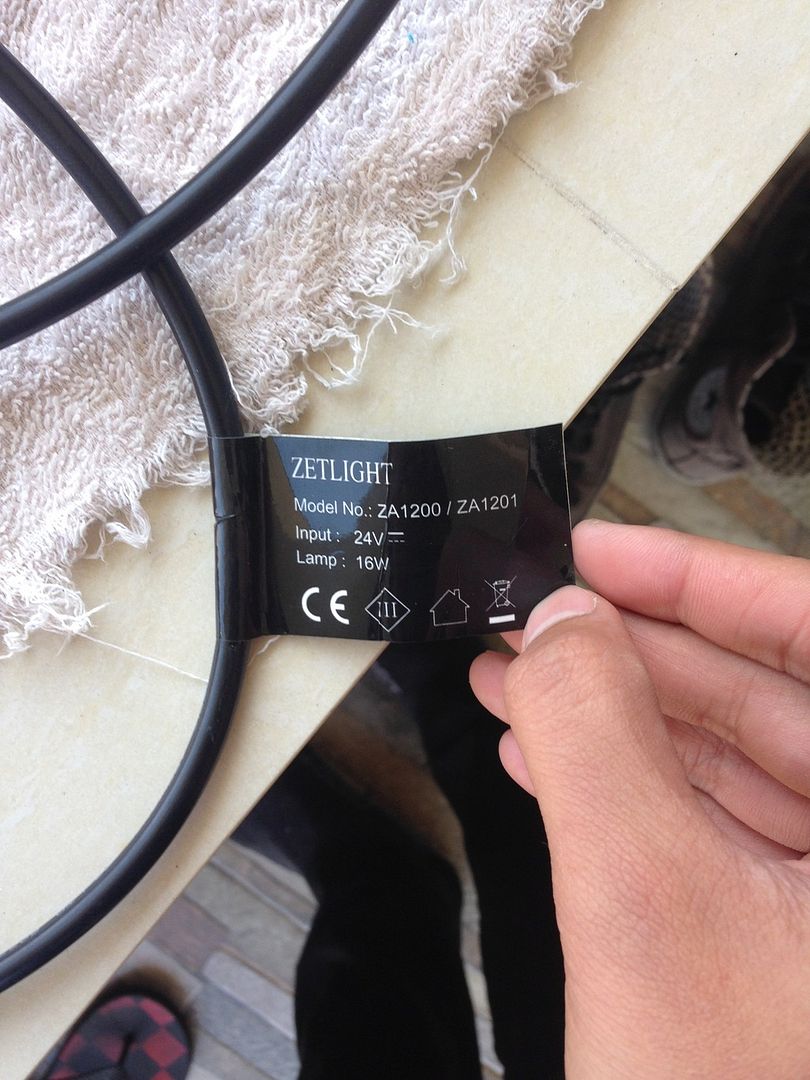 ZETLIGHT
Model No.: ZA1200 / ZA1201
Input : 24V ⎓
Lamp : 16W
CE III